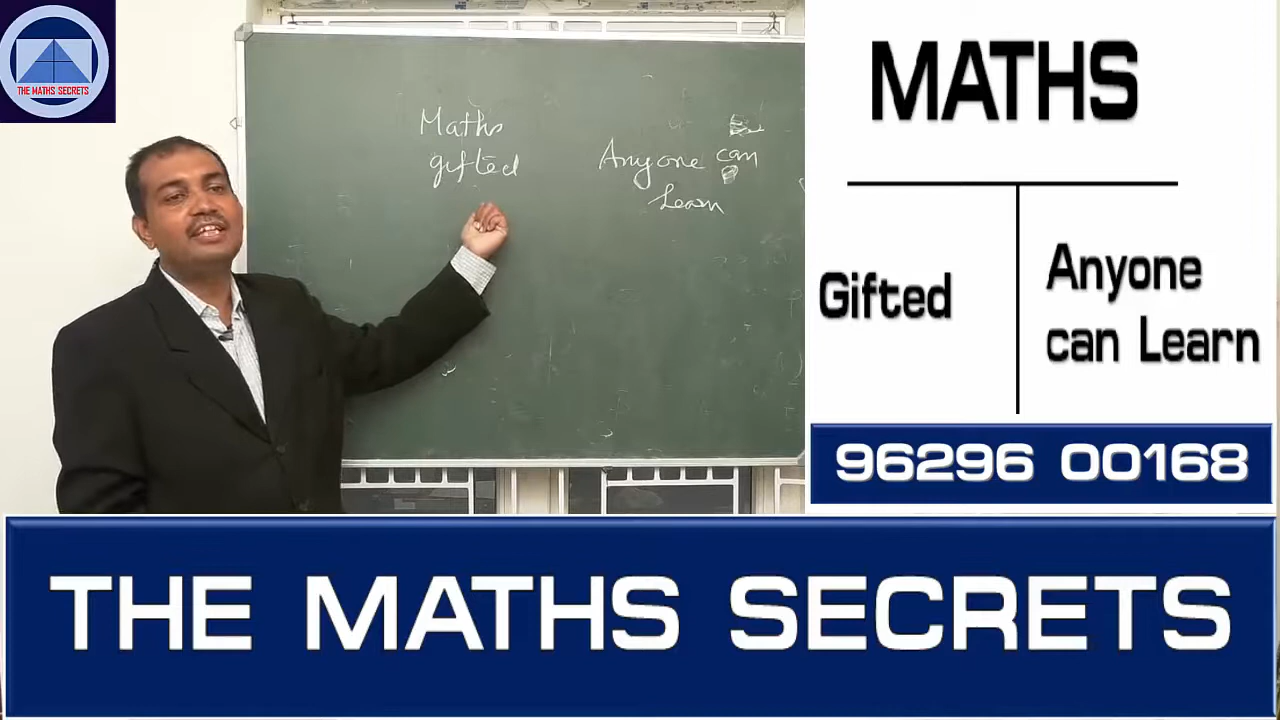 THE MATHS SECRETS
Maths
gifted
Anyone can
Learn
MATHS
Gifted
Anyone
can Learn
96296 00168
THE MATHS SECRETS